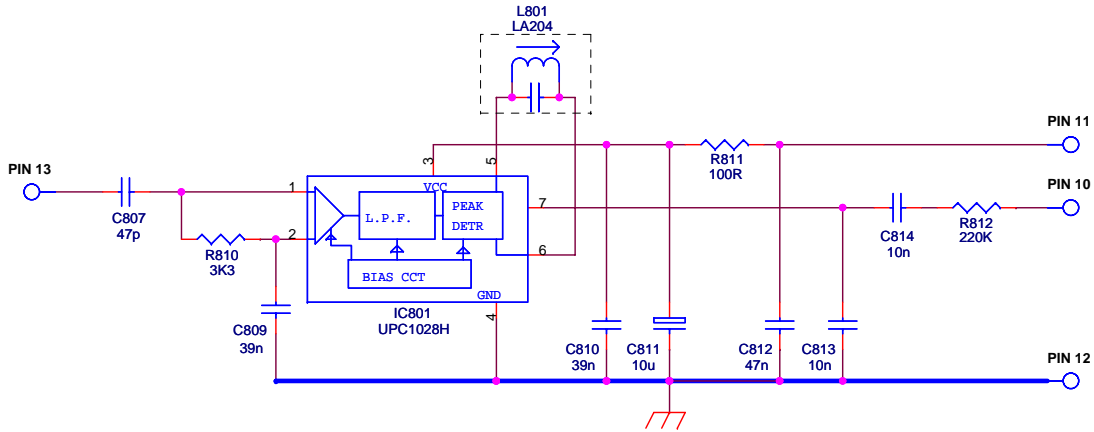 L801
LA204
PIN 11
R811
100R
PIN 13
C807
47p
R810
3K3
C809
39n
1
2
3
VCC
5
L.P.F.
PEAK
DETR
BIAS CCT
GND
4
7
6
IC801
UPC1028H
PIN 10
C814
10n
R812
220K
C810
39n
C811
10u
C812
47n
C813
10n
PIN 12